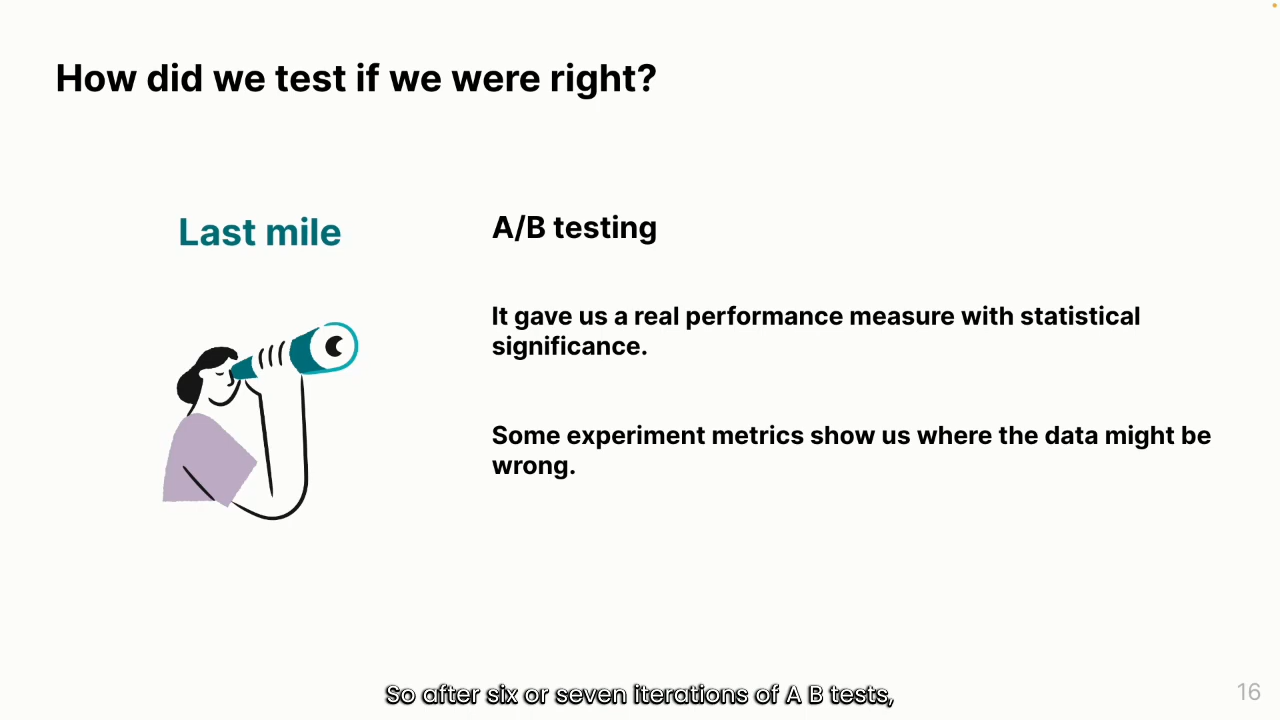 How did we test if we were right?
Last mile
A/B testing
It gave us a real performance measure with statistical
significance.
Some experiment metrics show us where the data might be
wrong.
So after six or seven iterations of A B tests,
16